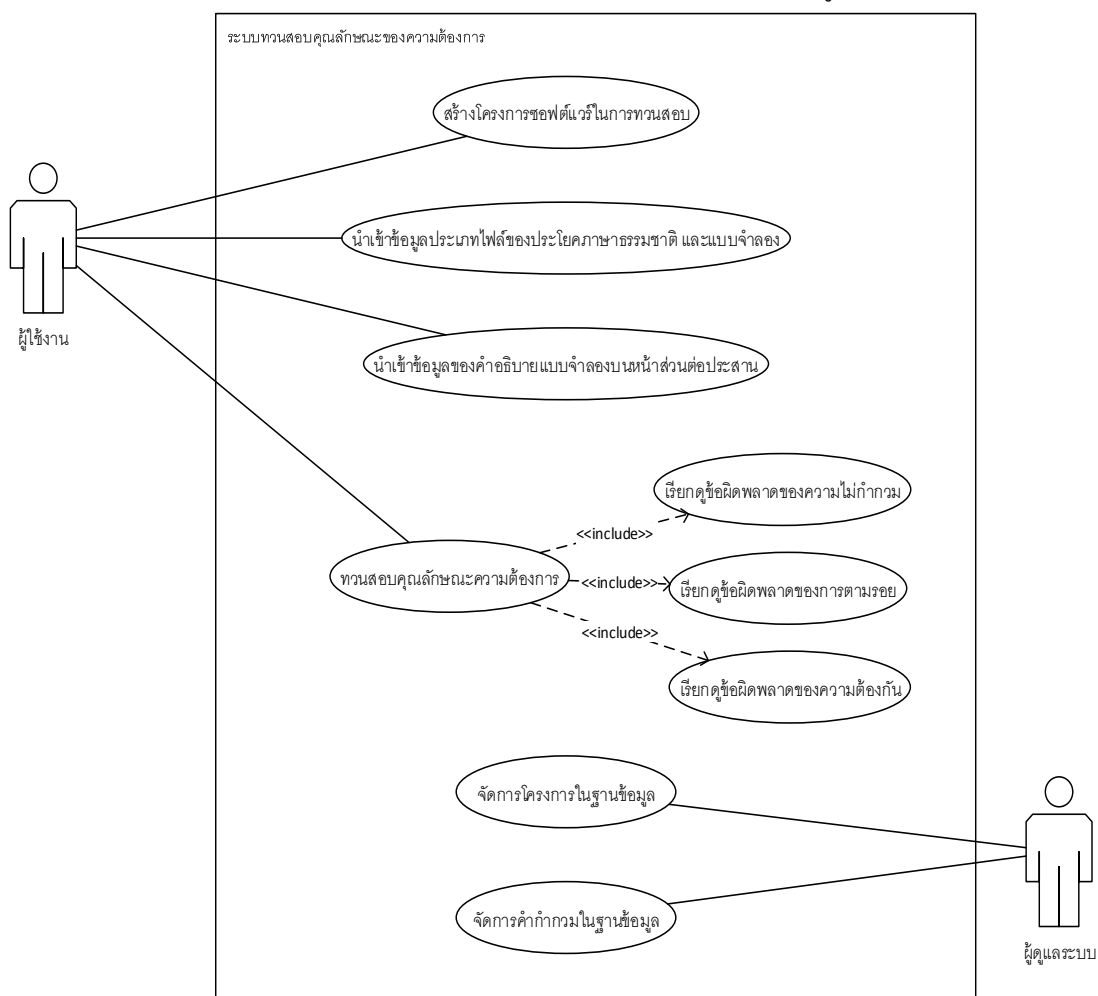 ระบบทวนสอบคุณลักษณะของความต้องการ
สร้างโครงการซอฟต์แวร์ในการทวนสอบ
นำเข้าข้อมูลประเภทไฟล์ของประโยคภาษาธรรมชาติ และแบบจำลอง
ผู้ใช้งาน
นำเข้าข้อมูลของคำอธิบายแบบจำลองบนหน้าส่วนต่อประสาน
เรียกดูข้อผิดพลาดของความไม่กำกวม
<<include>>
ทวนสอบคุณลักษณะความต้องการ
<<include>>
เรียกดูข้อผิดพลาดของการตามรอย
<<include>>
เรียกดูข้อผิดพลาดของความต้องกัน
จัดการโครงการในฐานข้อมูล
จัดการคำกำกวมในฐานข้อมูล
ผู้ดูแลระบบ